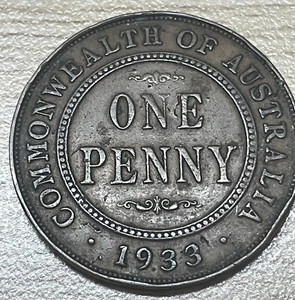 COMMONWEALTH OF AUSTRALIA
ONE
PENNY
· 1933 ·